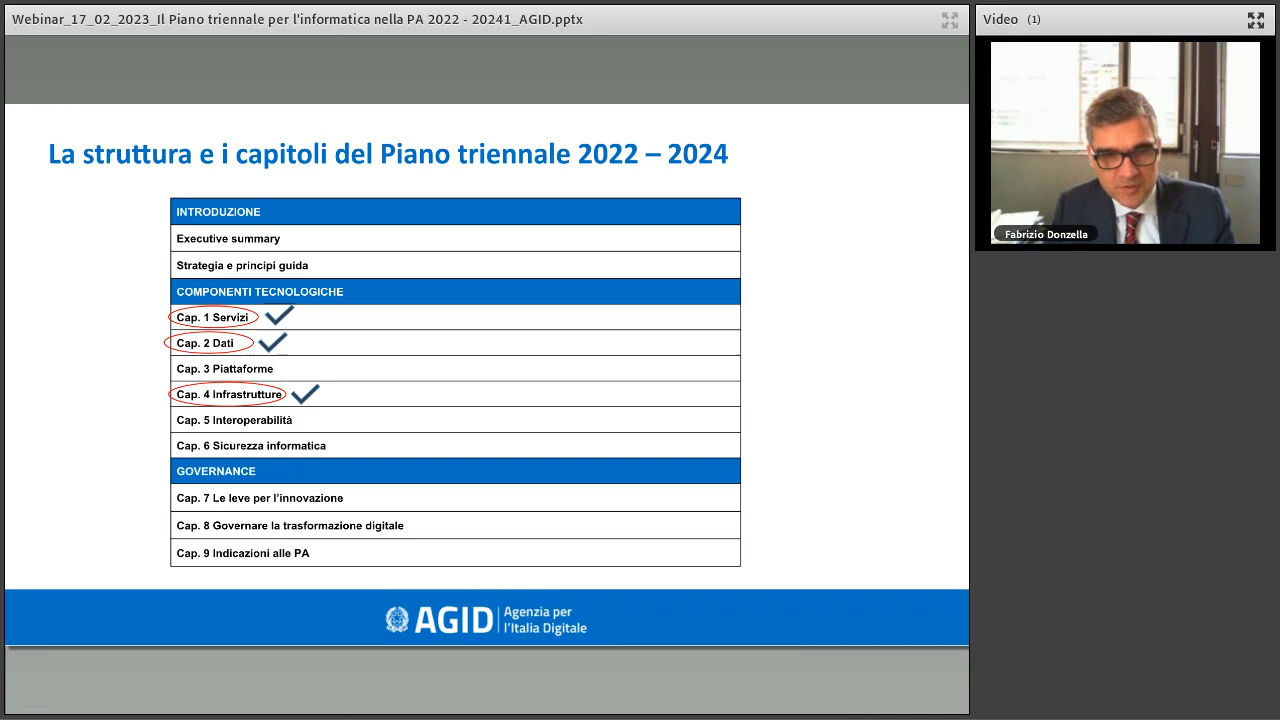 Webinar_17_02_2023_Il Piano triennale per l'informatica nella PA 2022 - 20241_AGID.pptx
Video (1)
Fabrizio Donzella
La struttura e i capitoli del Piano triennale 2022 – 2024
INTRODUZIONE
Executive summary
Strategia e principi guida
COMPONENTI TECNOLOGICHE
Cap. 1 Servizi
Cap. 2 Dati
Cap. 3 Piattaforme
Cap. 4 Infrastrutture
Cap. 5 Interoperabilità
Cap. 6 Sicurezza informatica
GOVERNANCE
Cap. 7 Le leve per l’innovazione
Cap. 8 Governare la trasformazione digitale
Cap. 9 Indicazioni alle PA
AGID
Agenzia per
l'Italia Digitale